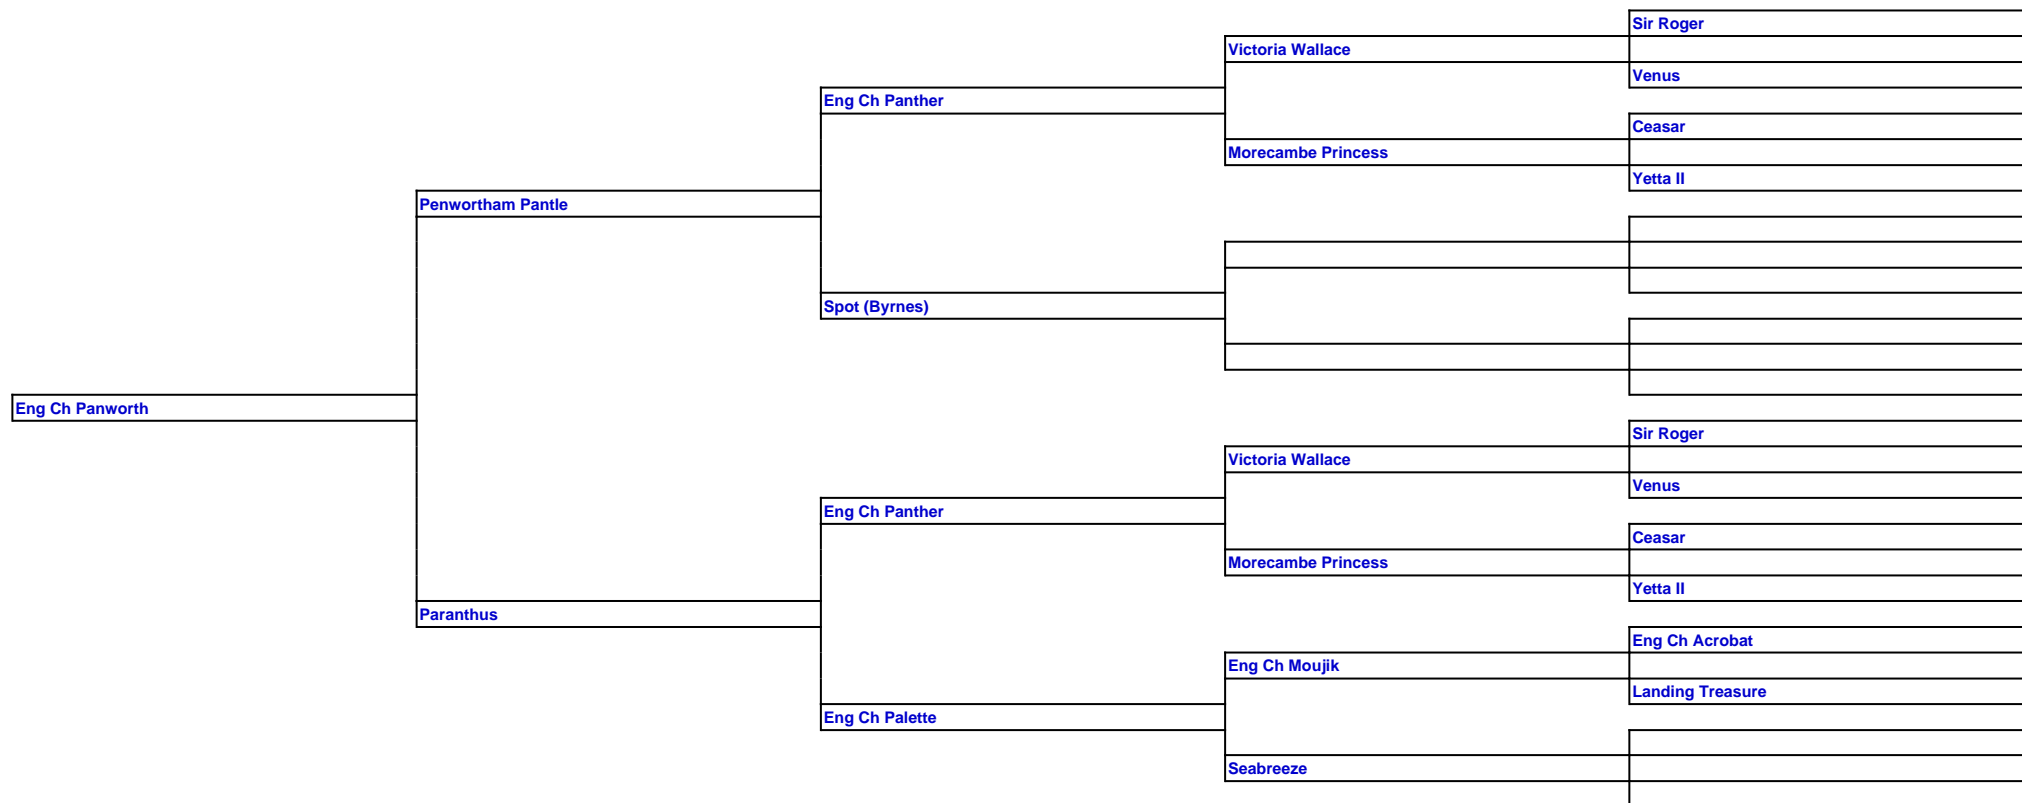 Sir Roger
Victoria Wallace
Venus
Eng Ch Panther
Ceasar
Morecambe Princess
Yetta II
Penwortham Pantle
Spot (Byrnes)
Eng Ch Panworth
Sir Roger
Victoria Wallace
Venus
Eng Ch Panther
Ceasar
Morecambe Princess
Yetta II
Paranthus
Eng Ch Acrobat
Eng Ch Moujik
Landing Treasure
Eng Ch Palette
Seabreeze